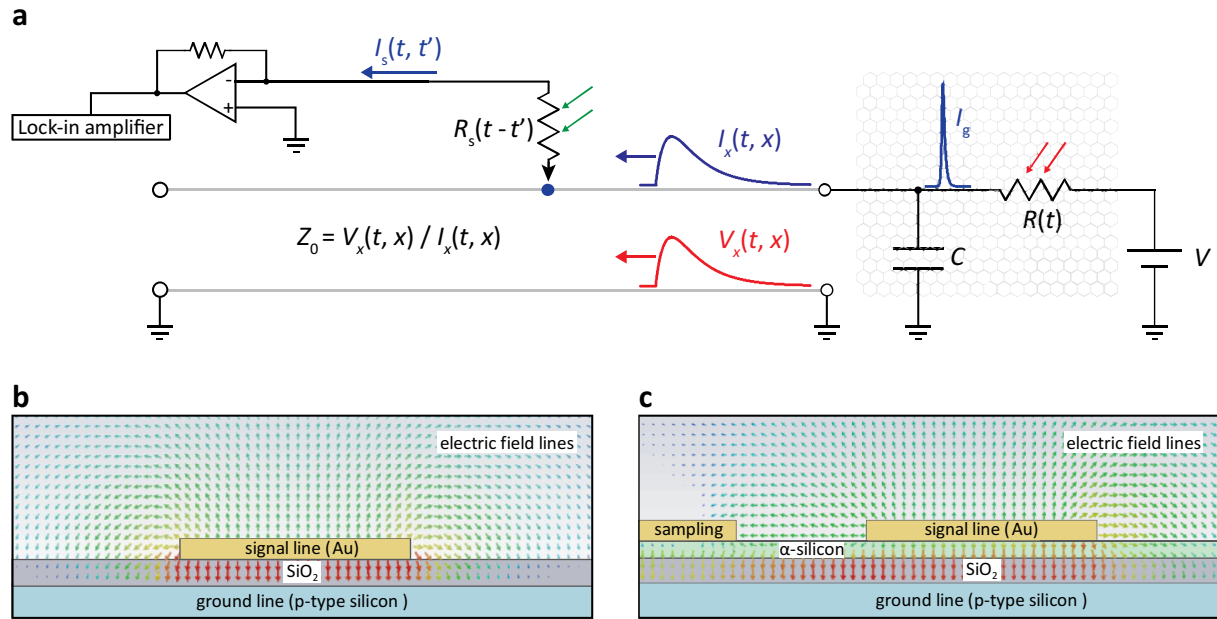 a
I_s(t, t')
Lock-in amplifier
-
+
R_s(t - t')
I_x(t, x)
I_g
R(t)
Z_0 = V_x(t, x) / I_x(t, x)
V_x(t, x)
C
V
b
electric field lines
signal line (Au)
SiO_2
ground line (p-type silicon )
c
electric field lines
sampling
signal line (Au)
α-silicon
SiO_2
ground line (p-type silicon )